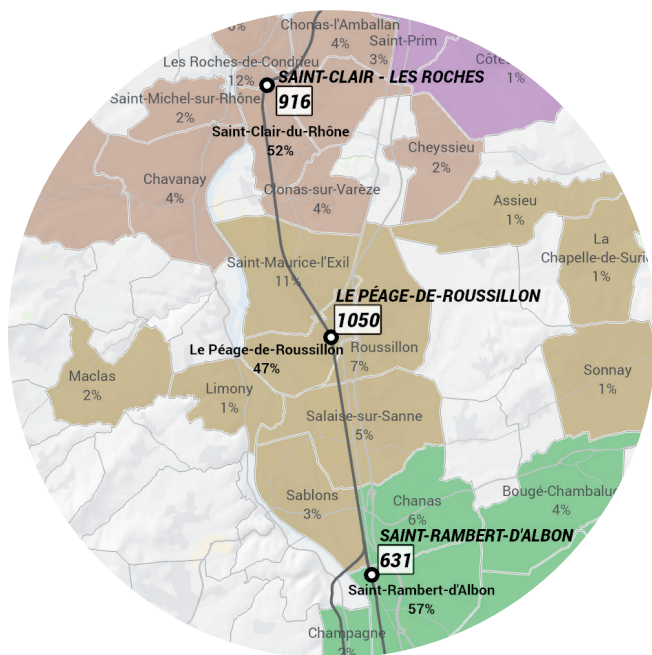 Chonas-l'Amballan
4%
Saint-Prim
3%
1%
Les Roches-de-Condrieu
12%
SAINT-CLAIR - LES ROCHES
916
Saint-Michel-sur-Rhône
2%
Saint-Clair-du-Rhône
52%
Cheyssieu
2%
Chavanay
4%
Clonas-sur-Varèze
4%
Assieu
1%
La
Chapelle-de-Suri
1%
Saint-Maurice-l'Exil
11%
LE PÉAGE-DE-ROUSSILLON
1050
Le Péage-de-Roussillon
47%
Roussillon
7%
Maclas
2%
Limony
1%
Sonnay
1%
Salaise-sur-Sanne
5%
Sablons
3%
Chanas
6%
Bougé-Chambaluc
4%
SAINT-RAMBERT-D'ALBON
631
Saint-Rambert-d'Albon
57%
Champagne